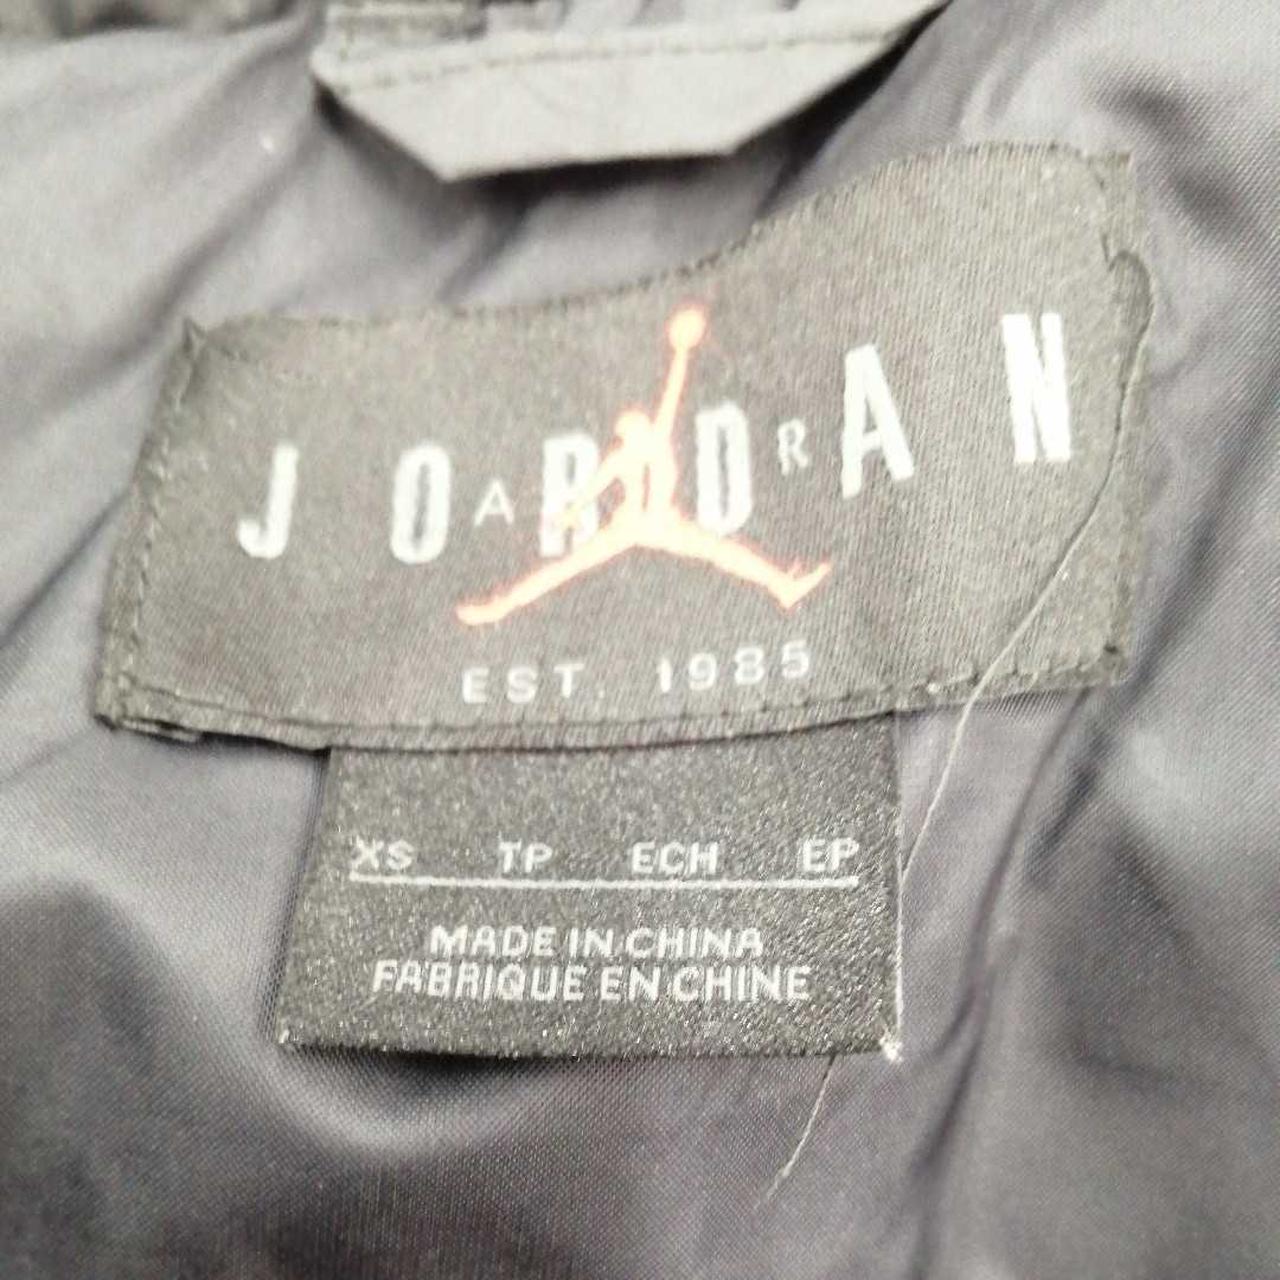 JORDAN
AIR
EST. 1985
XS TP ECH EP
MADE IN CHINA
FABRIQUE EN CHINE